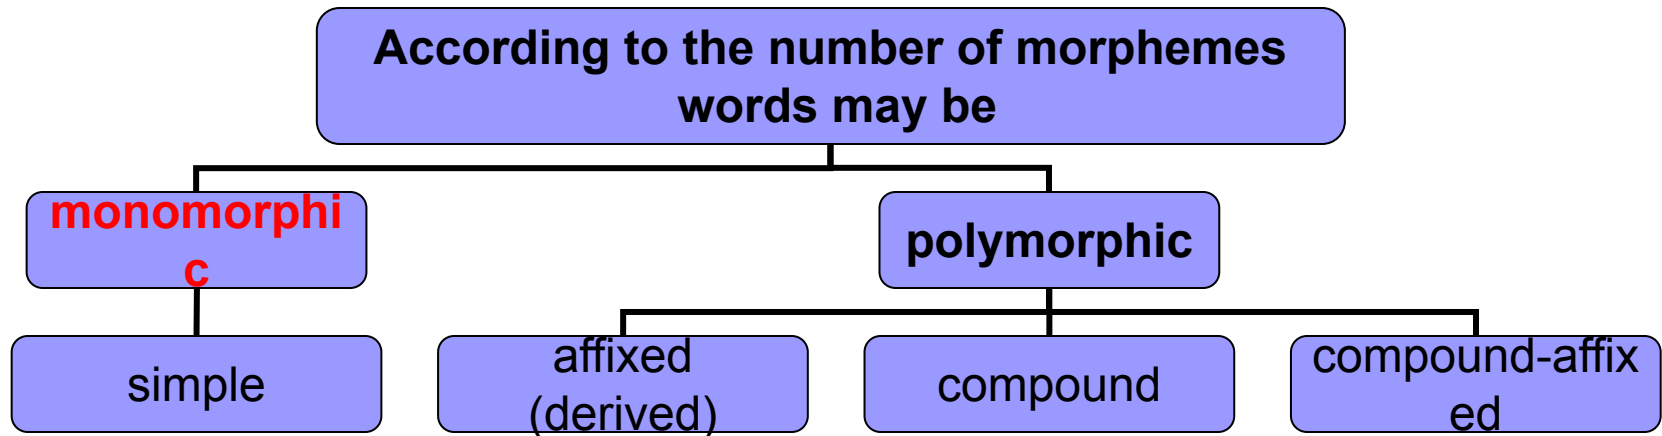 According to the number of morphemes
words may be
monomorphi
c
polymorphic
simple
affixed
(derived)
compound
compound-affix
ed